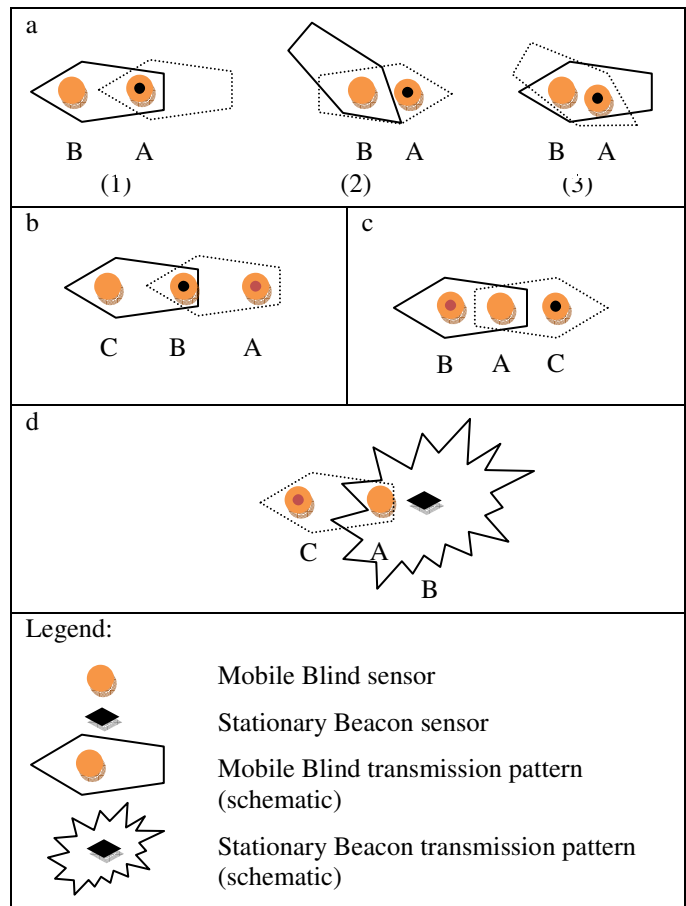 a
B A B A B A
(1) (2) (3)
b c
C B A
B A C
d
C A
B
Legend:
Mobile Blind sensor
Stationary Beacon sensor
Mobile Blind transmission pattern
(schematic)
Stationary Beacon transmission pattern
(schematic)